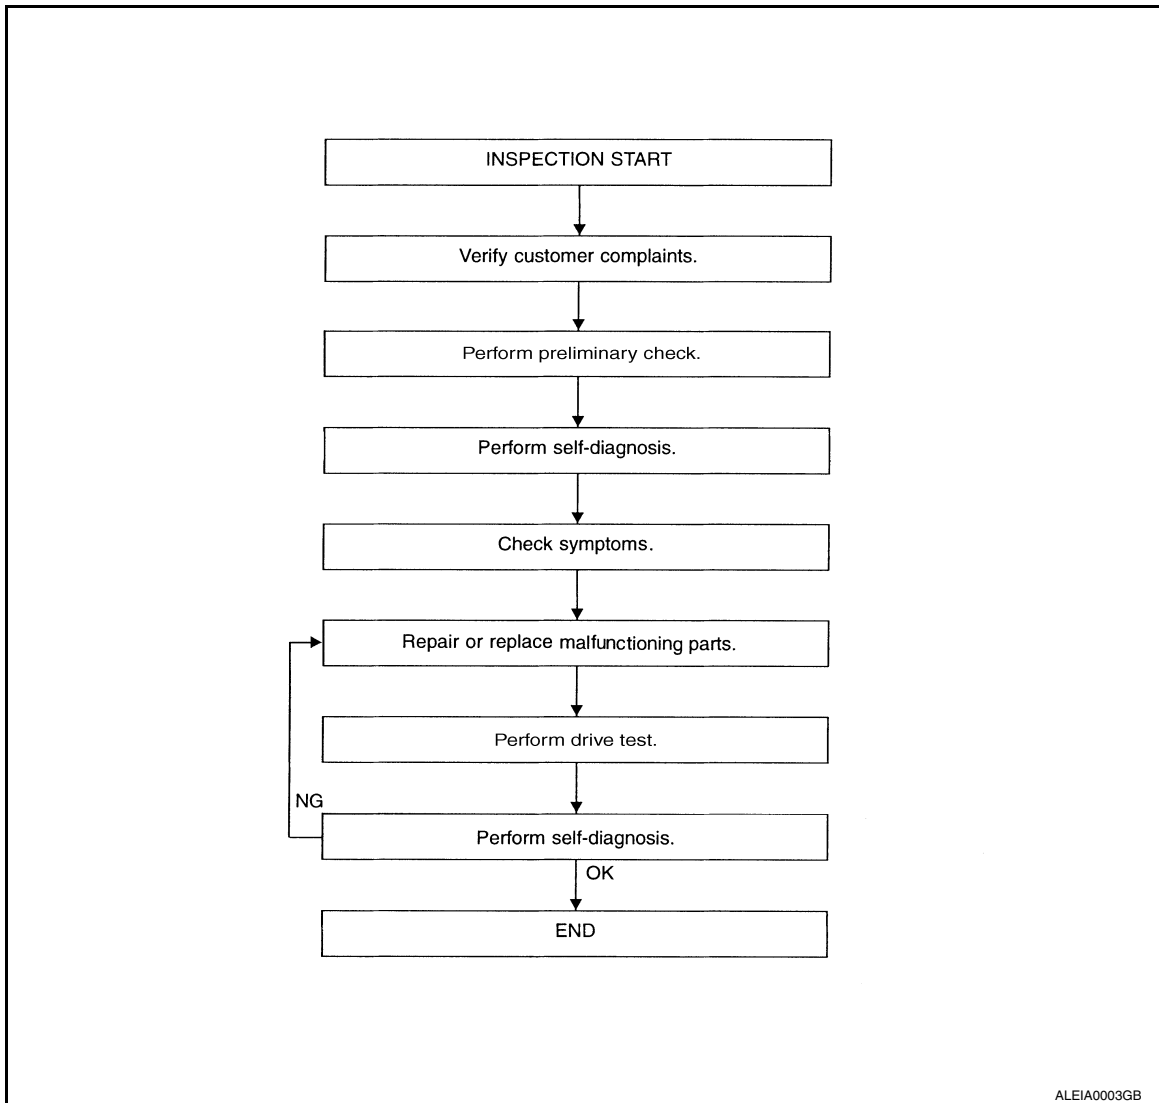 INSPECTION START
Verify customer complaints.
Perform preliminary check.
Perform self-diagnosis.
Check symptoms.
Repair or replace malfunctioning parts.
Perform drive test.
NG
Perform self-diagnosis.
OK
END
ALEIA0003GB